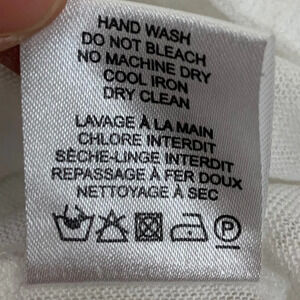 HAND WASH
DO NOT BLEACH
NO MACHINE DRY
COOL IRON
DRY CLEAN
LAVAGE À LA MAIN
CHLORE INTERDIT
SÈCHE-LINGE INTERDIT
REPASSAGE À FER DOUX
NETTOYAGE À SEC
P